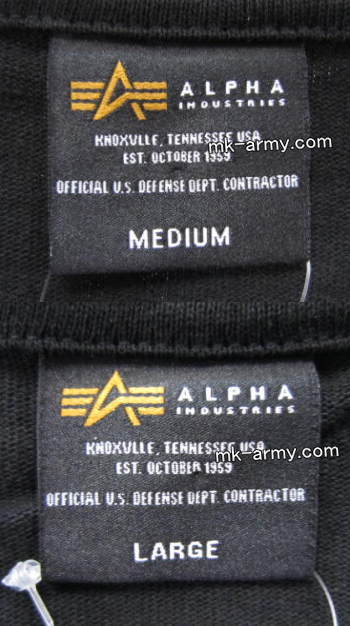 ALPHA
INDUSTRIES
KNOXVLLE, TENNESSEE USA
mk-army.com
EST. OCTOBER 1959
OFFICIAL U.S. DEFENSE DEPT. CONTRACTOR
MEDIUM
ALPHA
INDUSTRIES
KNOXVLLE, TENNESSEE USA
mk-army.com
EST. OCTOBER 1959
OFFICIAL U.S. DEFENSE DEPT. CONTRACTOR
LARGE